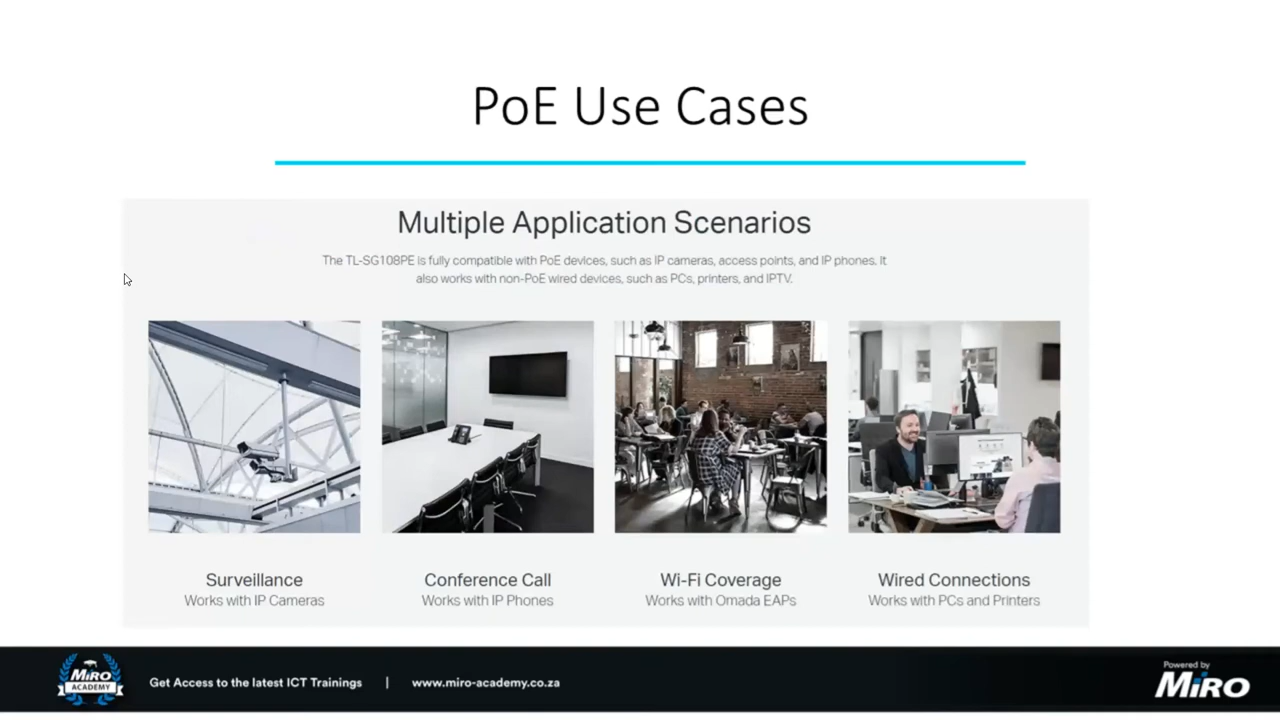 PoE Use Cases
Multiple Application Scenarios
The TL-SG108PE is fully compatible with PoE devices, such as IP cameras, access points, and IP phones. It
also works with non-PoE wired devices, such as PCs, printers, and IPTV.
Surveillance
Works with IP Cameras
Conference Call
Works with IP Phones
Wi-Fi Coverage
Works with Omada EAPs
Wired Connections
Works with PCs and Printers
MiRO
ACADEMY
Get Access to the latest ICT Trainings | www.miro-academy.co.za
Powered by
MiRO